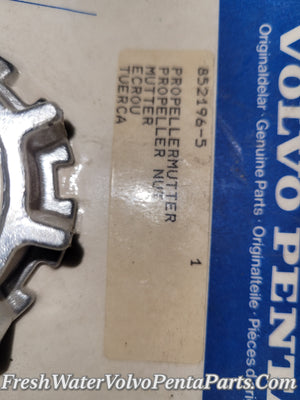 852196-5 1
PROPELLERMUTTER
PROPELLER NUT
MUTTER
ECROU
TUERCA
VOLVO PENTA
Originaldelar · Genuine Parts · Originalteile · Pièces d
FreshWaterVolvoPentaParts.Com